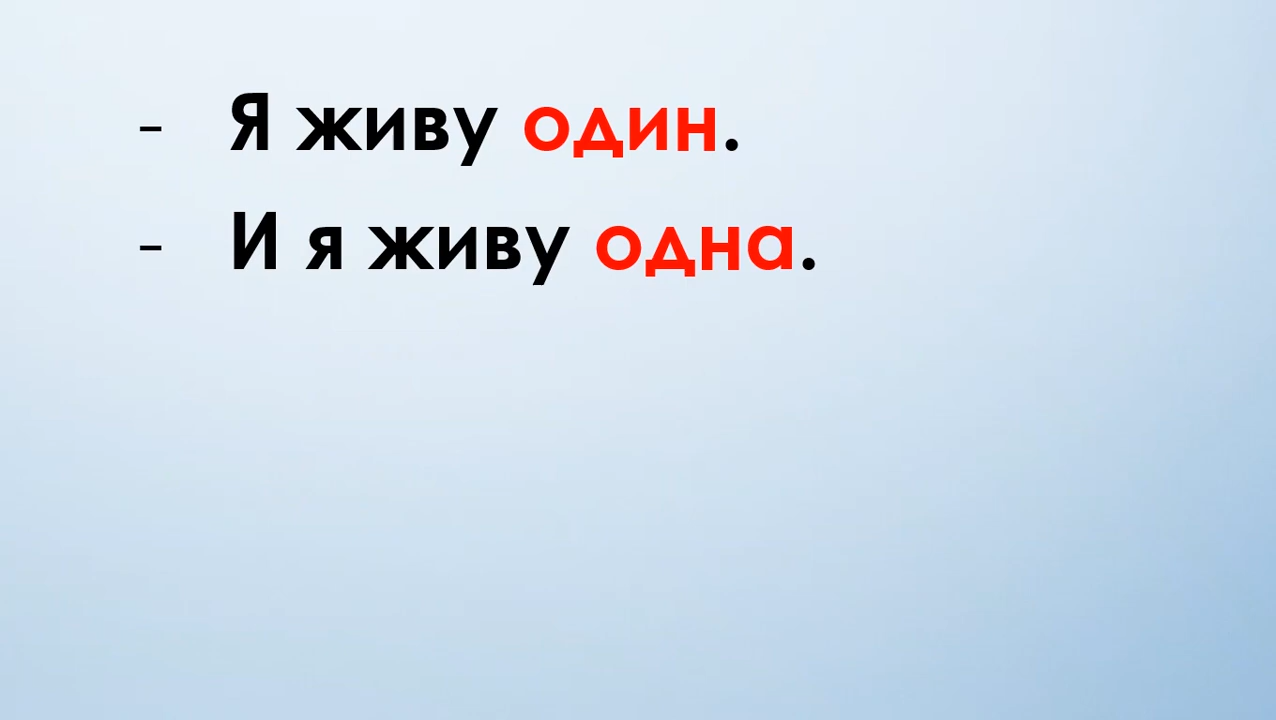 - Я живу один.
- И я живу одна.